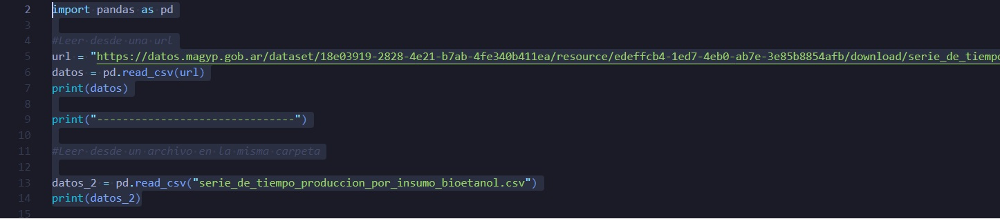 2 import pandas as pd
3
4 #Leer desde una url
5 url = "https://datos.magyp.gob.ar/dataset/18e03919-2828-4e21-b7ab-4fe340b411ea/resource/edeffcb4-1ed7-4eb0-ab7e-3e85b8854afb/download/serie_de_tiempo
6 datos = pd.read_csv(url)
7 print(datos)
8
9 print("-------------------------------")
10
11 #Leer desde un archivo en la misma carpeta
12
13 datos_2 = pd.read_csv("serie_de_tiempo_produccion_por_insumo_bioetanol.csv")
14 print(datos_2)
15